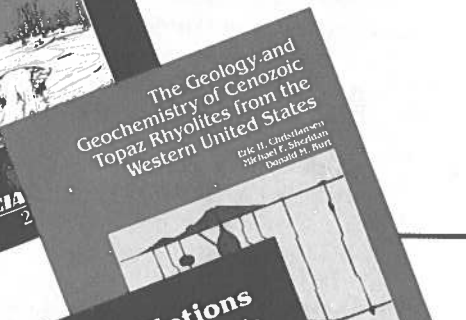 The Geology and
Geochemistry of Cenozoic
Topaz Rhyolites from the
Western United States
Eric H. Christiansen
Michael F. Sheridan
Donald M. Burt